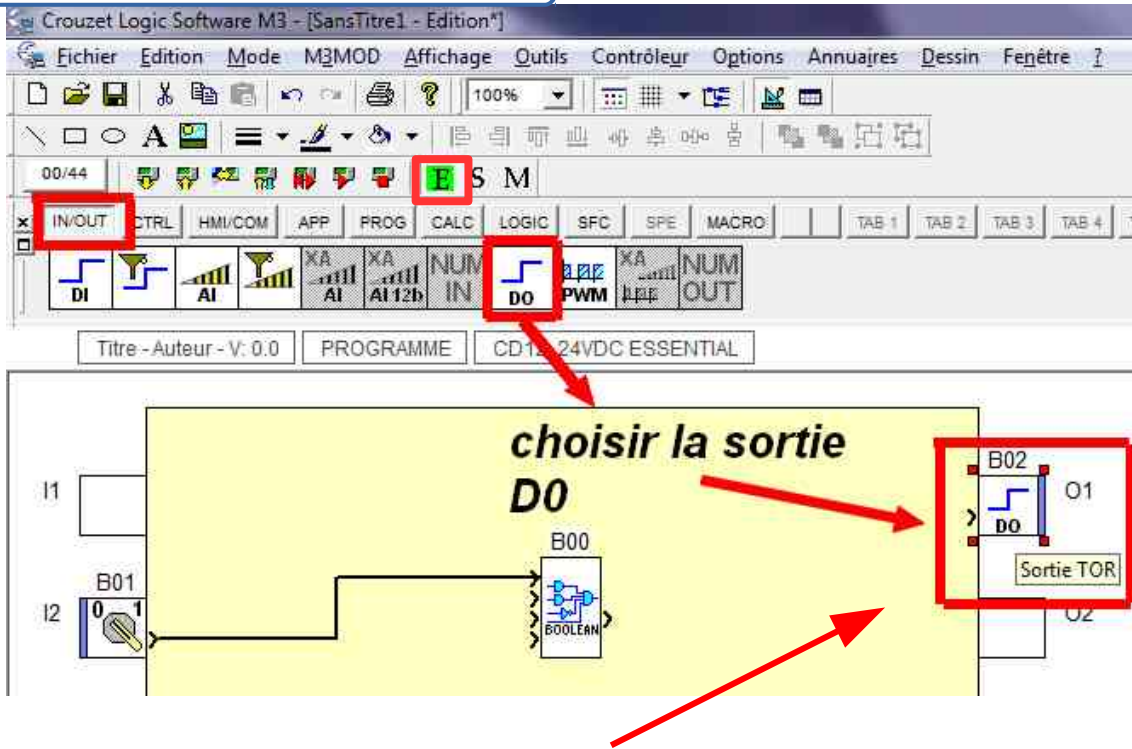 Crouzet Logic Software M3 - [SansTitre1 - Edition*]
Fichier Edition Mode M3MOD Affichage Outils Contrôleur Options Annuaires Dessin Fenêtre ?
100%
A
00/44 E S M
IN/OUT CTRL HMI/COM APP PROG CALC LOGIC SFC SPE MACRO TAB 1 TAB 2 TAB 3 TAB 4
DI AI XA AI XA AI 12b NUM IN DO PWM XA NUM OUT
Titre - Auteur - V: 0.0 PROGRAMME CD12 24VDC ESSENTIAL
choisir la sortie
D0
I1
B02
DO
O1
Sortie TOR
B00
BOOLEAN
B01
I2
0 1
O2